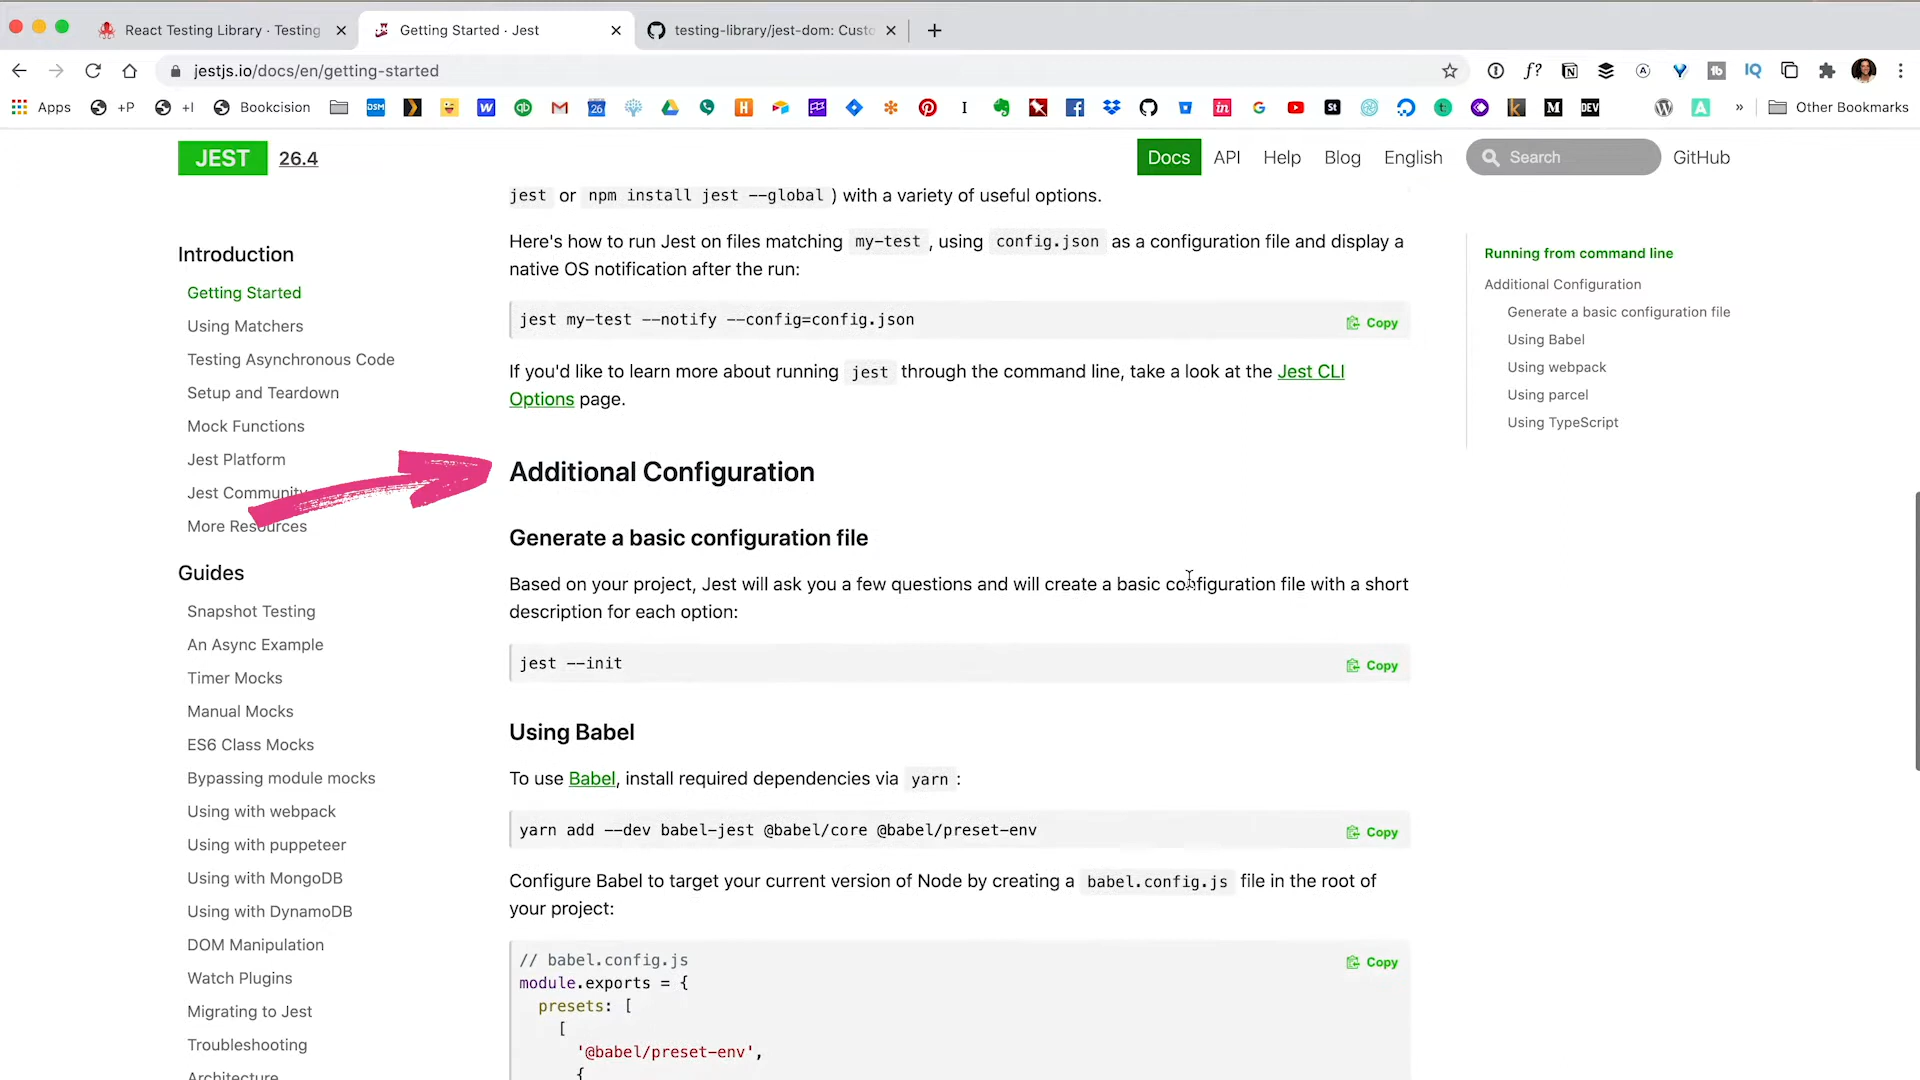 React Testing Library · Testing
Getting Started · Jest
testing-library/jest-dom: Custo
jestjs.io/docs/en/getting-started
Apps
+P
+I
Bookcision
Other Bookmarks
JEST 26.4
Docs API Help Blog English Search GitHub
jest or npm install jest --global ) with a variety of useful options.
Here's how to run Jest on files matching my-test , using config.json as a configuration file and display a
native OS notification after the run:
jest my-test --notify --config=config.json
Copy
If you'd like to learn more about running jest through the command line, take a look at the Jest CLI
Options page.
Additional Configuration
Generate a basic configuration file
Based on your project, Jest will ask you a few questions and will create a basic configuration file with a short
description for each option:
jest --init
Copy
Using Babel
To use Babel, install required dependencies via yarn :
yarn add --dev babel-jest @babel/core @babel/preset-env
Copy
Configure Babel to target your current version of Node by creating a babel.config.js file in the root of
your project:
// babel.config.js
Copy
module.exports = {
presets: [
[
'@babel/preset-env',
{
Introduction
Getting Started
Using Matchers
Testing Asynchronous Code
Setup and Teardown
Mock Functions
Jest Platform
Jest Community
More Resources
Guides
Snapshot Testing
An Async Example
Timer Mocks
Manual Mocks
ES6 Class Mocks
Bypassing module mocks
Using with webpack
Using with puppeteer
Using with MongoDB
Using with DynamoDB
DOM Manipulation
Watch Plugins
Migrating to Jest
Troubleshooting
Architecture
Running from command line
Additional Configuration
Generate a basic configuration file
Using Babel
Using webpack
Using parcel
Using TypeScript